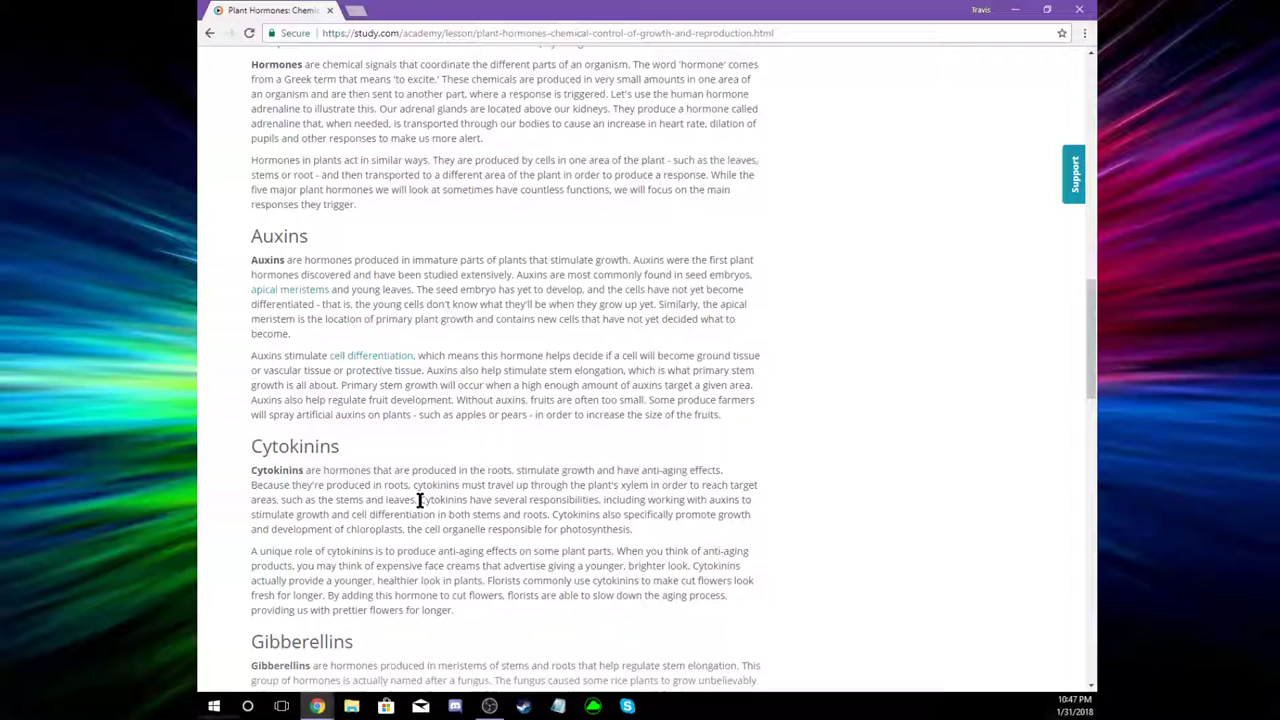 Plant Hormones: Chemic
Travis
Secure
https://study.com/academy/lesson/plant-hormones-chemical-control-of-growth-and-reproduction.html
Hormones are chemical signals that coordinate the different parts of an organism. The word 'hormone' comes
from a Greek term that means 'to excite.' These chemicals are produced in very small amounts in one area of
an organism and are then sent to another part, where a response is triggered. Let's use the human hormone
adrenaline to illustrate this. Our adrenal glands are located above our kidneys. They produce a hormone called
adrenaline that, when needed, is transported through our bodies to cause an increase in heart rate, dilation of
pupils and other responses to make us more alert.
Hormones in plants act in similar ways. They are produced by cells in one area of the plant - such as the leaves,
stems or root - and then transported to a different area of the plant in order to produce a response. While the
five major plant hormones we will look at sometimes have countless functions, we will focus on the main
responses they trigger.
Support
Auxins
Auxins are hormones produced in immature parts of plants that stimulate growth. Auxins were the first plant
hormones discovered and have been studied extensively. Auxins are most commonly found in seed embryos,
apical meristems and young leaves. The seed embryo has yet to develop, and the cells have not yet become
differentiated - that is, the young cells don't know what they'll be when they grow up yet. Similarly, the apical
meristem is the location of primary plant growth and contains new cells that have not yet decided what to
become.
Auxins stimulate cell differentiation, which means this hormone helps decide if a cell will become ground tissue
or vascular tissue or protective tissue. Auxins also help stimulate stem elongation, which is what primary stem
growth is all about. Primary stem growth will occur when a high enough amount of auxins target a given area.
Auxins also help regulate fruit development. Without auxins, fruits are often too small. Some produce farmers
will spray artificial auxins on plants - such as apples or pears - in order to increase the size of the fruits.
Cytokinins
Cytokinins are hormones that are produced in the roots, stimulate growth and have anti-aging effects.
Because they're produced in roots, cytokinins must travel up through the plant's xylem in order to reach target
areas, such as the stems and leaves. Cytokinins have several responsibilities, including working with auxins to
stimulate growth and cell differentiation in both stems and roots. Cytokinins also specifically promote growth
and development of chloroplasts, the cell organelle responsible for photosynthesis.
A unique role of cytokinins is to produce anti-aging effects on some plant parts. When you think of anti-aging
products, you may think of expensive face creams that advertise giving a younger, brighter look. Cytokinins
actually provide a younger, healthier look in plants. Florists commonly use cytokinins to make cut flowers look
fresh for longer. By adding this hormone to cut flowers, florists are able to slow down the aging process,
providing us with prettier flowers for longer.
Gibberellins
Gibberellins are hormones produced in meristems of stems and roots that help regulate stem elongation. This
group of hormones is actually named after a fungus. The fungus caused some rice plants to grow unbelievably
10:47 PM
1/31/2018